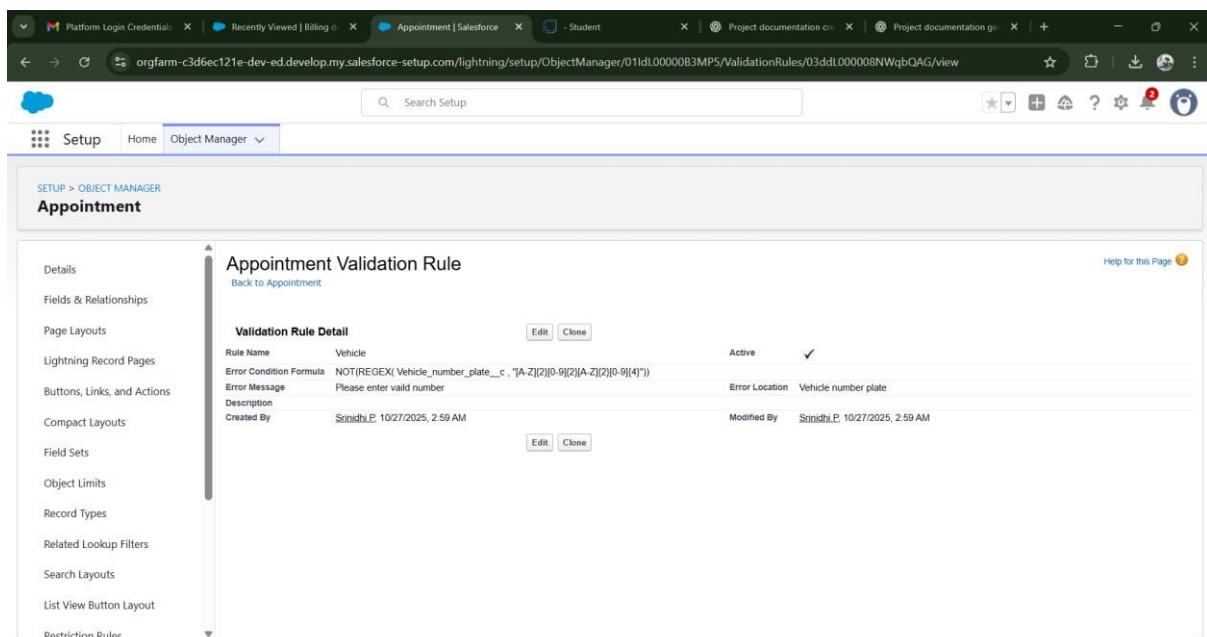 Platform Login Credential
Recently Viewed | Billing d
Appointment | Salesforce
- Student
Project documentation cre
Project documentation ge
orgfarm-c3d6ec121e-dev-ed.develop.my.salesforce-setup.com/lightning/setup/ObjectManager/01IdL00000B3MP5/ValidationRules/03ddL000008NWqbQAG/view
Search Setup
2
Setup Home Object Manager
SETUP > OBJECT MANAGER
Appointment
Details
Fields & Relationships
Page Layouts
Lightning Record Pages
Buttons, Links, and Actions
Compact Layouts
Field Sets
Object Limits
Record Types
Related Lookup Filters
Search Layouts
List View Button Layout
Restriction Rules
Appointment Validation Rule
Help for this Page
Back to Appointment
Validation Rule Detail Edit Clone
Rule Name Vehicle Active ✓
Error Condition Formula NOT(REGEX( Vehicle_number_plate__c , "[A-Z]{2}[0-9]{2}[A-Z]{2}[0-9]{4}"))
Error Message Please enter vaild number Error Location Vehicle number plate
Description
Created By Srinidhi P, 10/27/2025, 2:59 AM Modified By Srinidhi P, 10/27/2025, 2:59 AM
Edit Clone